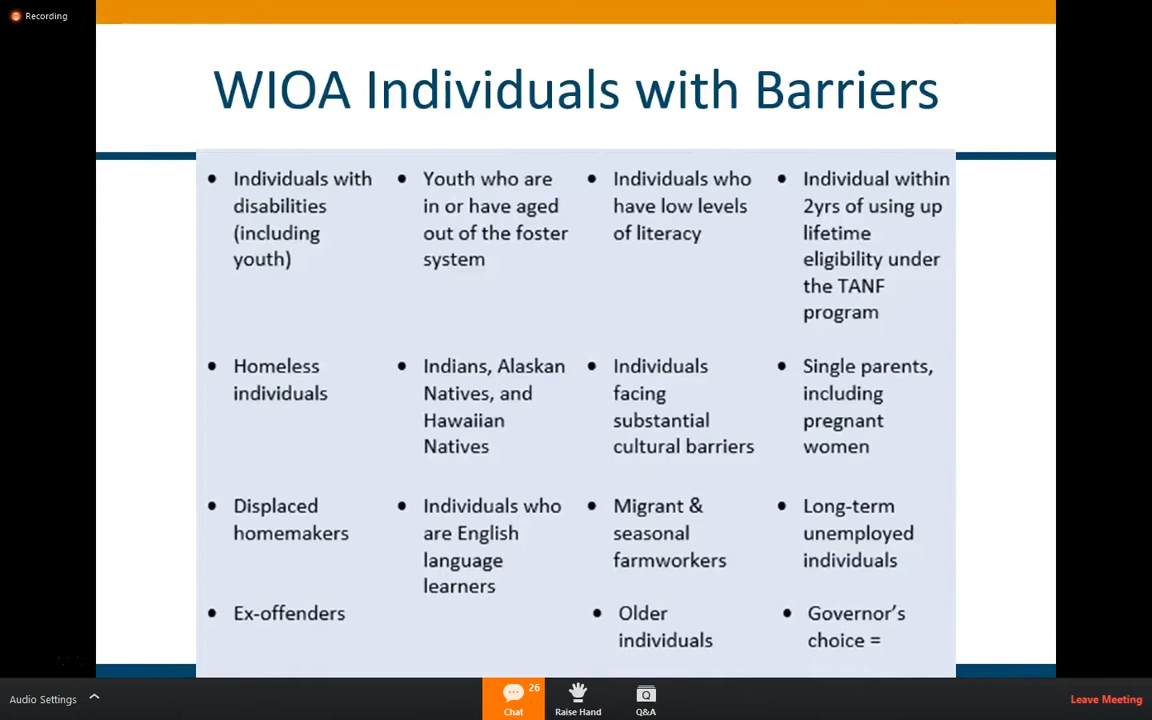 Recording
WIOA Individuals with Barriers
• Individuals with
disabilities
(including
youth)
• Youth who are
in or have aged
out of the foster
system
• Individuals who
have low levels
of literacy
• Individual within
2yrs of using up
lifetime
eligibility under
the TANF
program
• Homeless
individuals
• Indians, Alaskan
Natives, and
Hawaiian
Natives
• Individuals
facing
substantial
cultural barriers
• Single parents,
including
pregnant
women
• Displaced
homemakers
• Individuals who
are English
language
learners
• Migrant &
seasonal
farmworkers
• Long-term
unemployed
individuals
• Ex-offenders
• Older
individuals
• Governor's
choice =
Audio Settings
26
Chat
Raise Hand
Q
Q&A
Leave Meeting